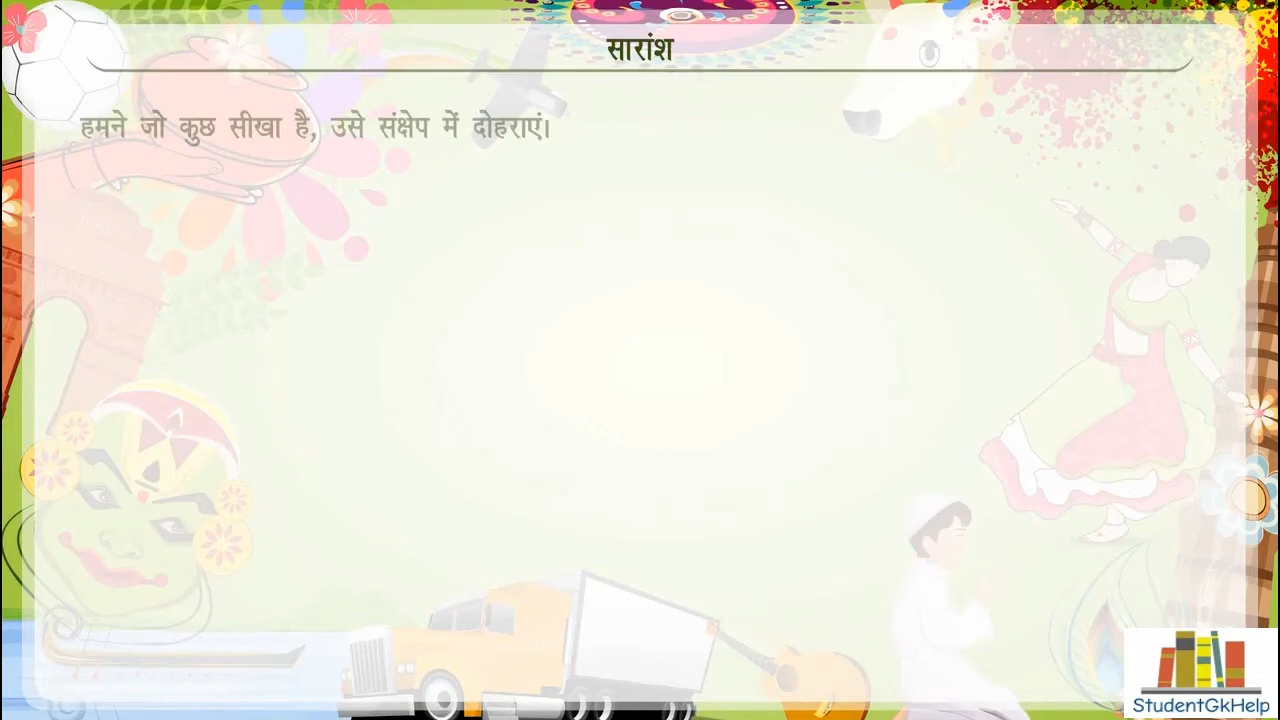 सारांश
हमने जो कुछ सीखा है, उसे संक्षेप में दोहराएं।
StudentGkHelp